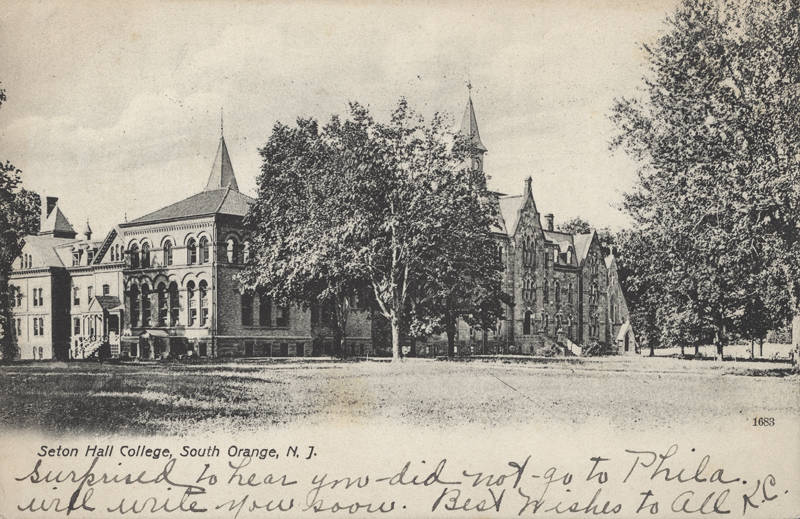 1683
Seton Hall College, South Orange, N. J.
Surprised to hear you did not go to Phila.
will write you soon. Best Wishes to All K.C.